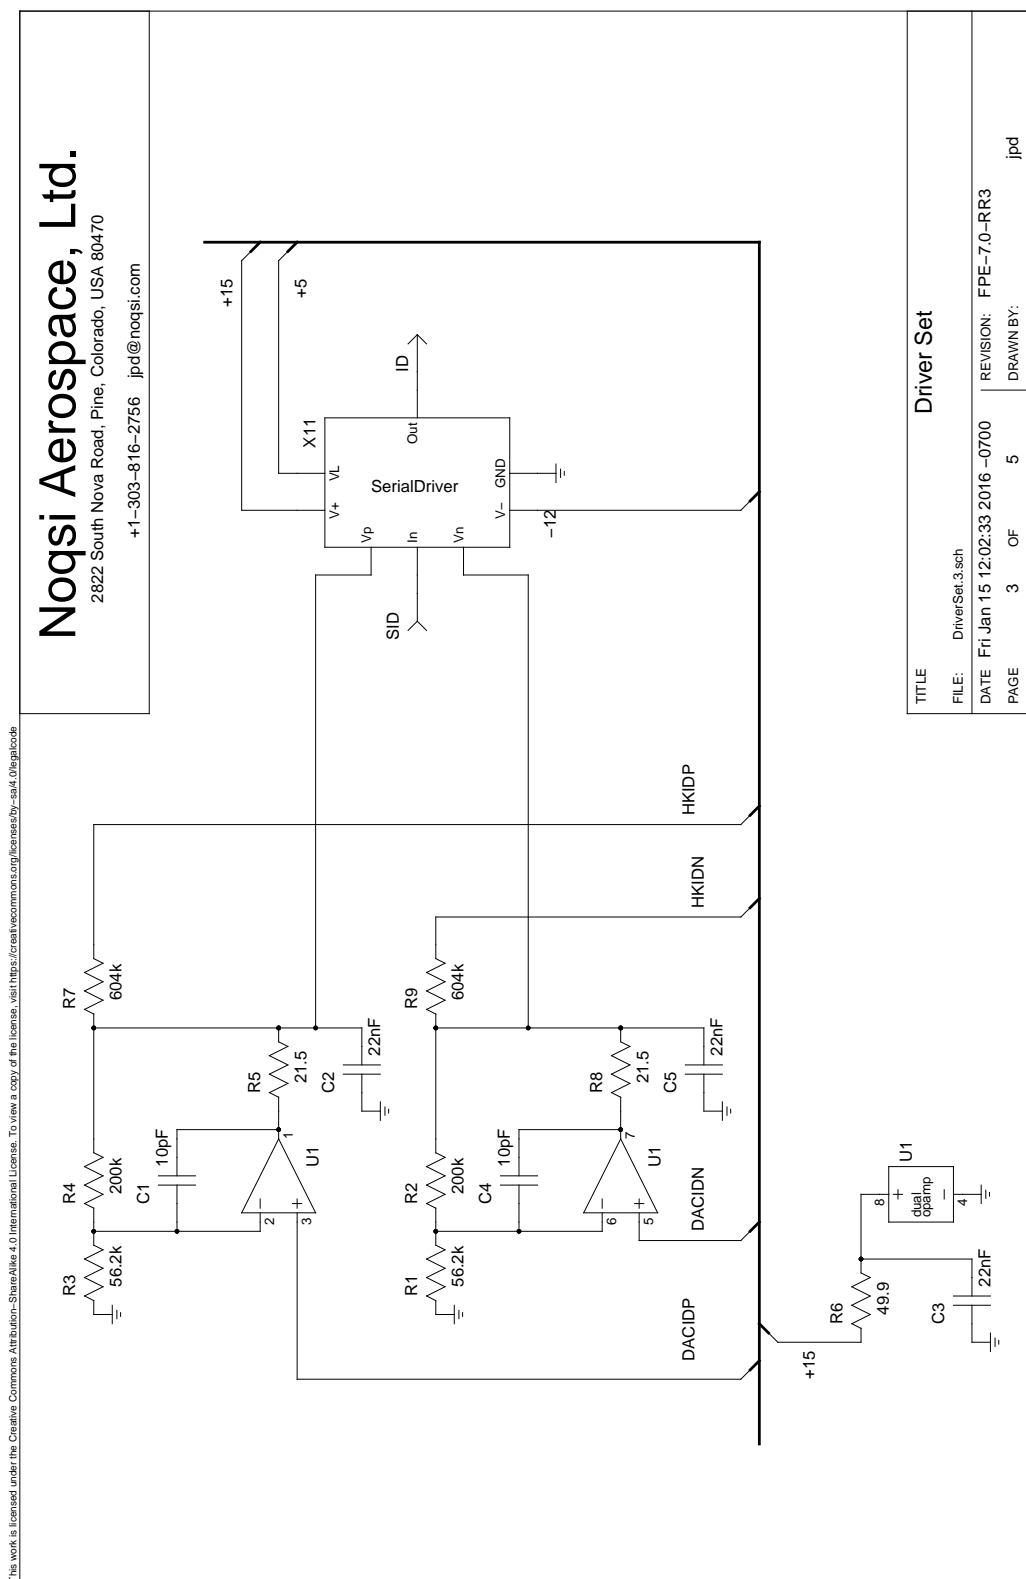 This work is licensed under the Creative Commons Attribution−ShareAlike 4.0 International License. To view a copy of the license, visit https://creativecommons.org/licenses/by−sa/4.0/legalcode
Noqsi Aerospace, Ltd.
2822 South Nova Road, Pine, Colorado, USA 80470
+1−303−816−2756 jpd@noqsi.com
R3
56.2k
R4
200k
R7
604k
C1
10pF
2
3
1
U1
R5
21.5
C2
22nF
R1
56.2k
R2
200k
R9
604k
C4
10pF
6
5
7
U1
R8
21.5
C5
22nF
+15
+5
X11
V+
VL
Vp
In
Vn
SerialDriver
Out
V−
GND
−12
SID
ID
DACIDP
DACIDN
HKIDN
HKIDP
+15
R6
49.9
C3
22nF
8
4
+
−
dual
opamp
U1
TITLE
Driver Set
FILE: DriverSet.3.sch
REVISION: FPE−7.0−RR3
DATE Fri Jan 15 12:02:33 2016 −0700
PAGE 3 OF 5
DRAWN BY: jpd